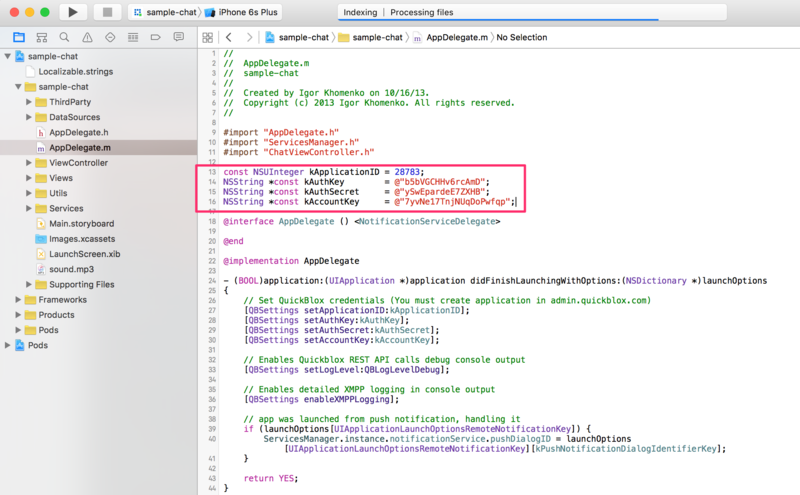 sample-chat iPhone 6s Plus
Indexing | Processing files
sample-chat sample-chat AppDelegate.m No Selection
sample-chat
Localizable.strings
sample-chat
ThirdParty
DataSources
AppDelegate.h
AppDelegate.m
ViewController
Views
Utils
Services
Main.storyboard
Images.xcassets
LaunchScreen.xib
sound.mp3
Supporting Files
Frameworks
Products
Pods
Pods
1 //
2 // AppDelegate.m
3 // sample-chat
4 //
5 // Created by Igor Khomenko on 10/16/13.
6 // Copyright (c) 2013 Igor Khomenko. All rights reserved.
7 //
8
9 #import "AppDelegate.h"
10 #import "ServicesManager.h"
11 #import "ChatViewController.h"
12
13 const NSUInteger kApplicationID = 28783;
14 NSString *const kAuthKey = @"b5bVGCHHv6rcAmD";
15 NSString *const kAuthSecret = @"ySwEpardeE7ZXHB";
16 NSString *const kAccountKey = @"7yvNe17TnjNUqDoPwfqp";
17
18 @interface AppDelegate () <NotificationServiceDelegate>
19
20 @end
21
22 @implementation AppDelegate
23
24 - (BOOL)application:(UIApplication *)application didFinishLaunchingWithOptions:(NSDictionary *)launchOptions
25 {
26 // Set QuickBlox credentials (You must create application in admin.quickblox.com)
27 [QBSettings setApplicationID:kApplicationID];
28 [QBSettings setAuthKey:kAuthKey];
29 [QBSettings setAuthSecret:kAuthSecret];
30 [QBSettings setAccountKey:kAccountKey];
31
32 // Enables Quickblox REST API calls debug console output
33 [QBSettings setLogLevel:QBLogLevelDebug];
34
35 // Enables detailed XMPP logging in console output
36 [QBSettings enableXMPPLogging];
37
38 // app was launched from push notification, handling it
39 if (launchOptions[UIApplicationLaunchOptionsRemoteNotificationKey]) {
40 ServicesManager.instance.notificationService.pushDialogID = launchOptions
[UIApplicationLaunchOptionsRemoteNotificationKey][kPushNotificationDialogIdentifierKey];
41 }
42
43 return YES;
44 }